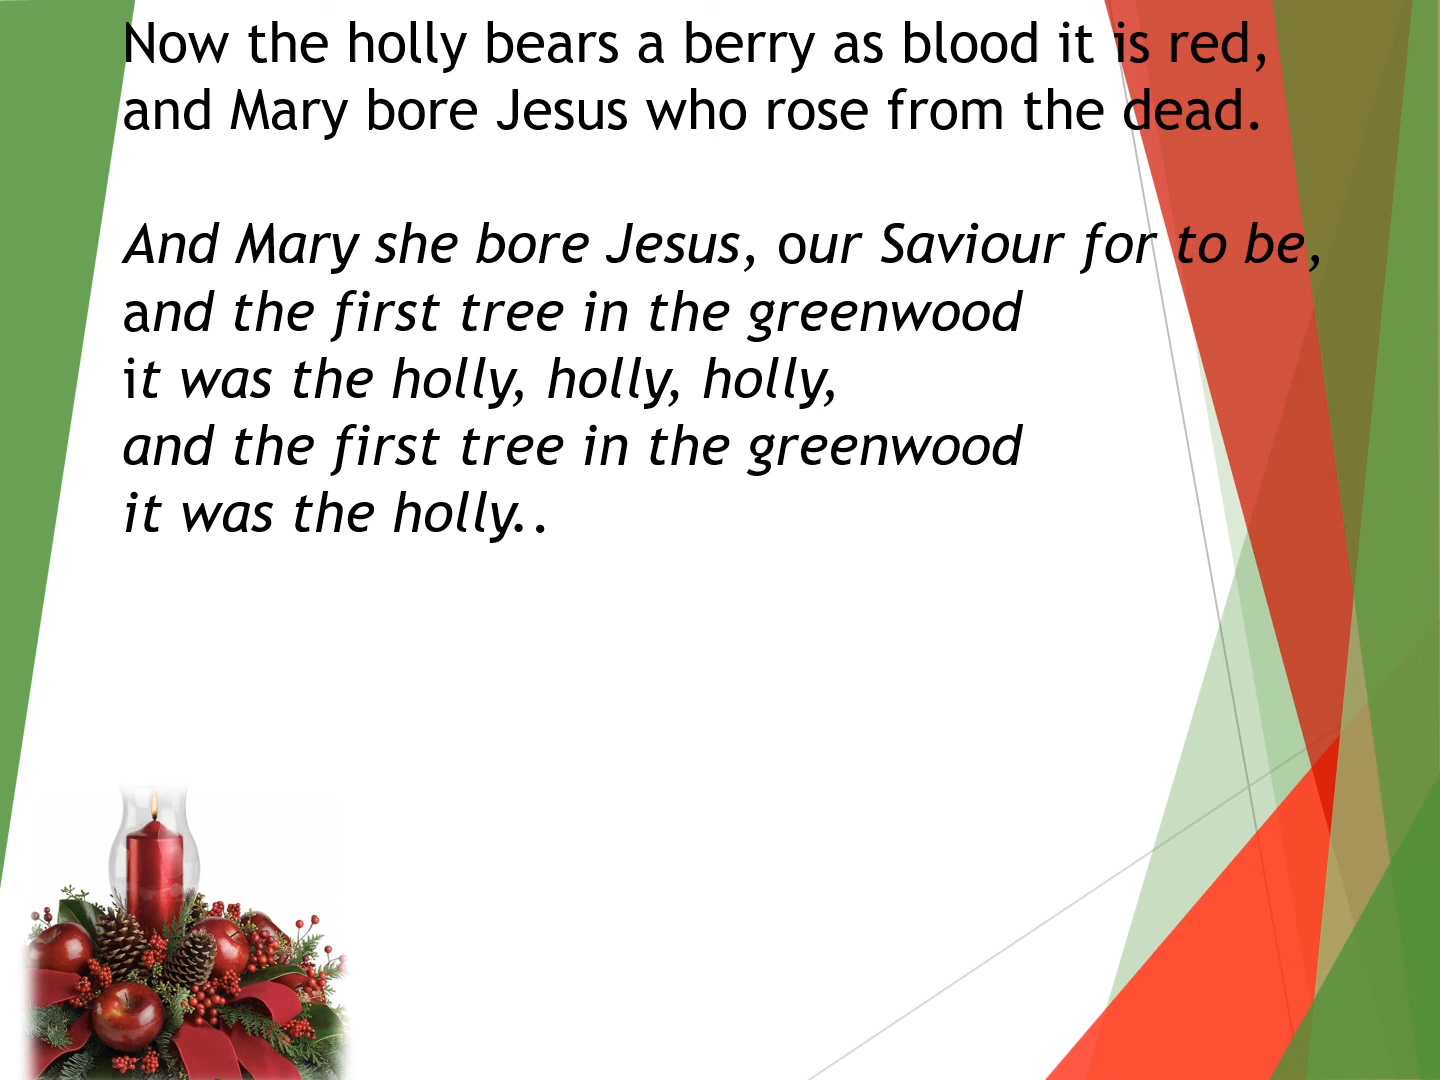 Now the holly bears a berry as blood it is red,
and Mary bore Jesus who rose from the dead.
And Mary she bore Jesus, our Saviour for to be,
and the first tree in the greenwood
it was the holly, holly, holly,
and the first tree in the greenwood
it was the holly..